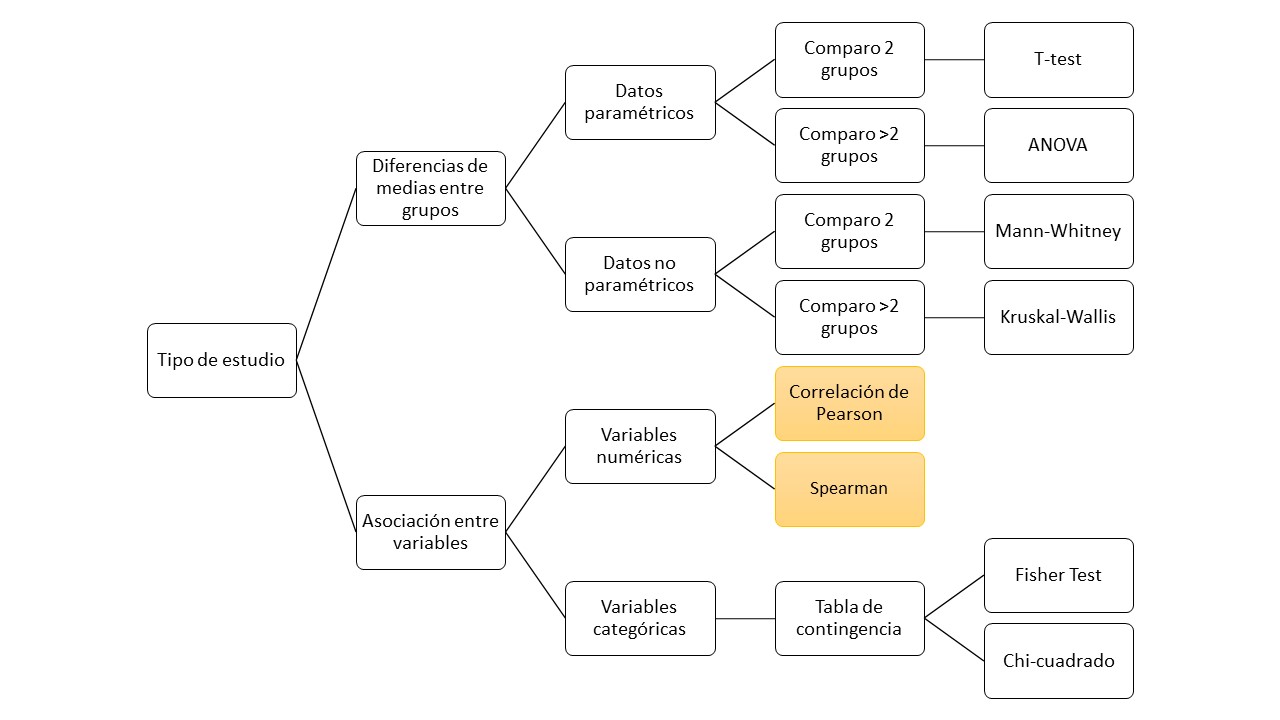 Tipo de estudio
Diferencias de
medias entre
grupos
Datos
paramétricos
Comparo 2
grupos
T-test
Comparo >2
grupos
ANOVA
Datos no
paramétricos
Comparo 2
grupos
Mann-Whitney
Comparo >2
grupos
Kruskal-Wallis
Asociación entre
variables
Variables
numéricas
Correlación de
Pearson
Spearman
Variables
categóricas
Tabla de
contingencia
Fisher Test
Chi-cuadrado